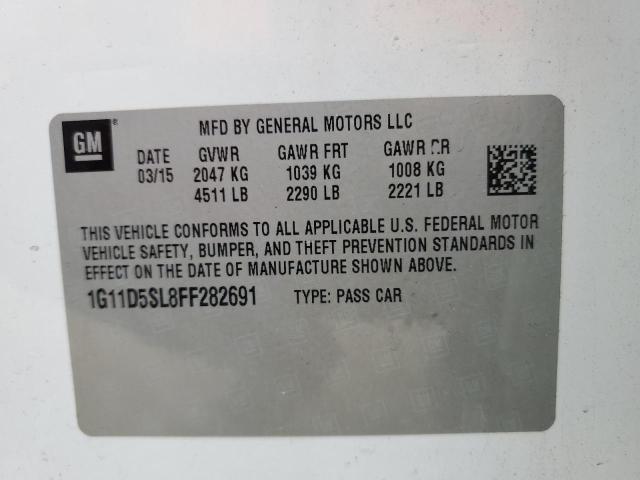 GM ®
MFD BY GENERAL MOTORS LLC
DATE GVWR GAWR FRT GAWR RR
03/15 2047 KG 1039 KG 1008 KG
4511 LB 2290 LB 2221 LB
THIS VEHICLE CONFORMS TO ALL APPLICABLE U.S. FEDERAL MOTOR
VEHICLE SAFETY, BUMPER, AND THEFT PREVENTION STANDARDS IN
EFFECT ON THE DATE OF MANUFACTURE SHOWN ABOVE.
1G11D5SL8FF282691 TYPE: PASS CAR